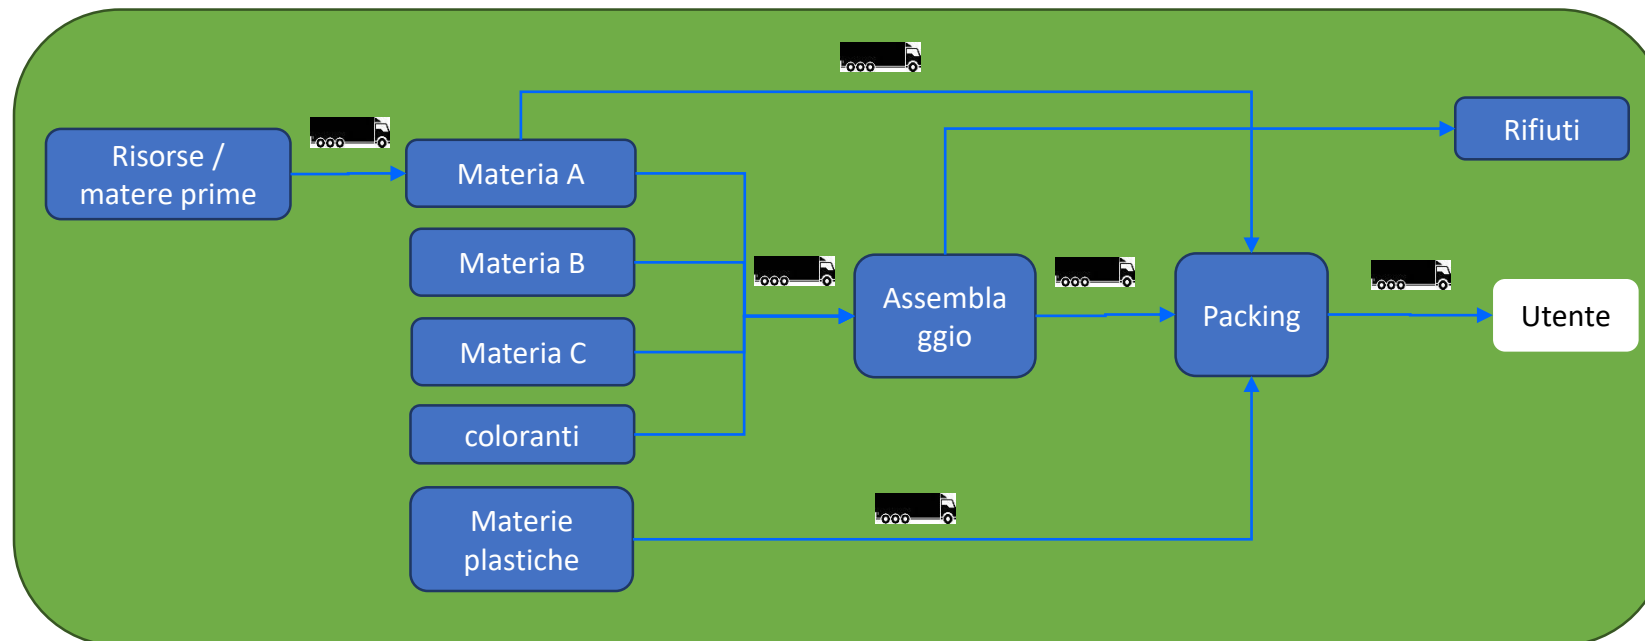 Risorse /
matere prime
Materia A
Materia B
Materia C
coloranti
Materie
plastiche
Assembla
ggio
Packing
Rifiuti
Utente